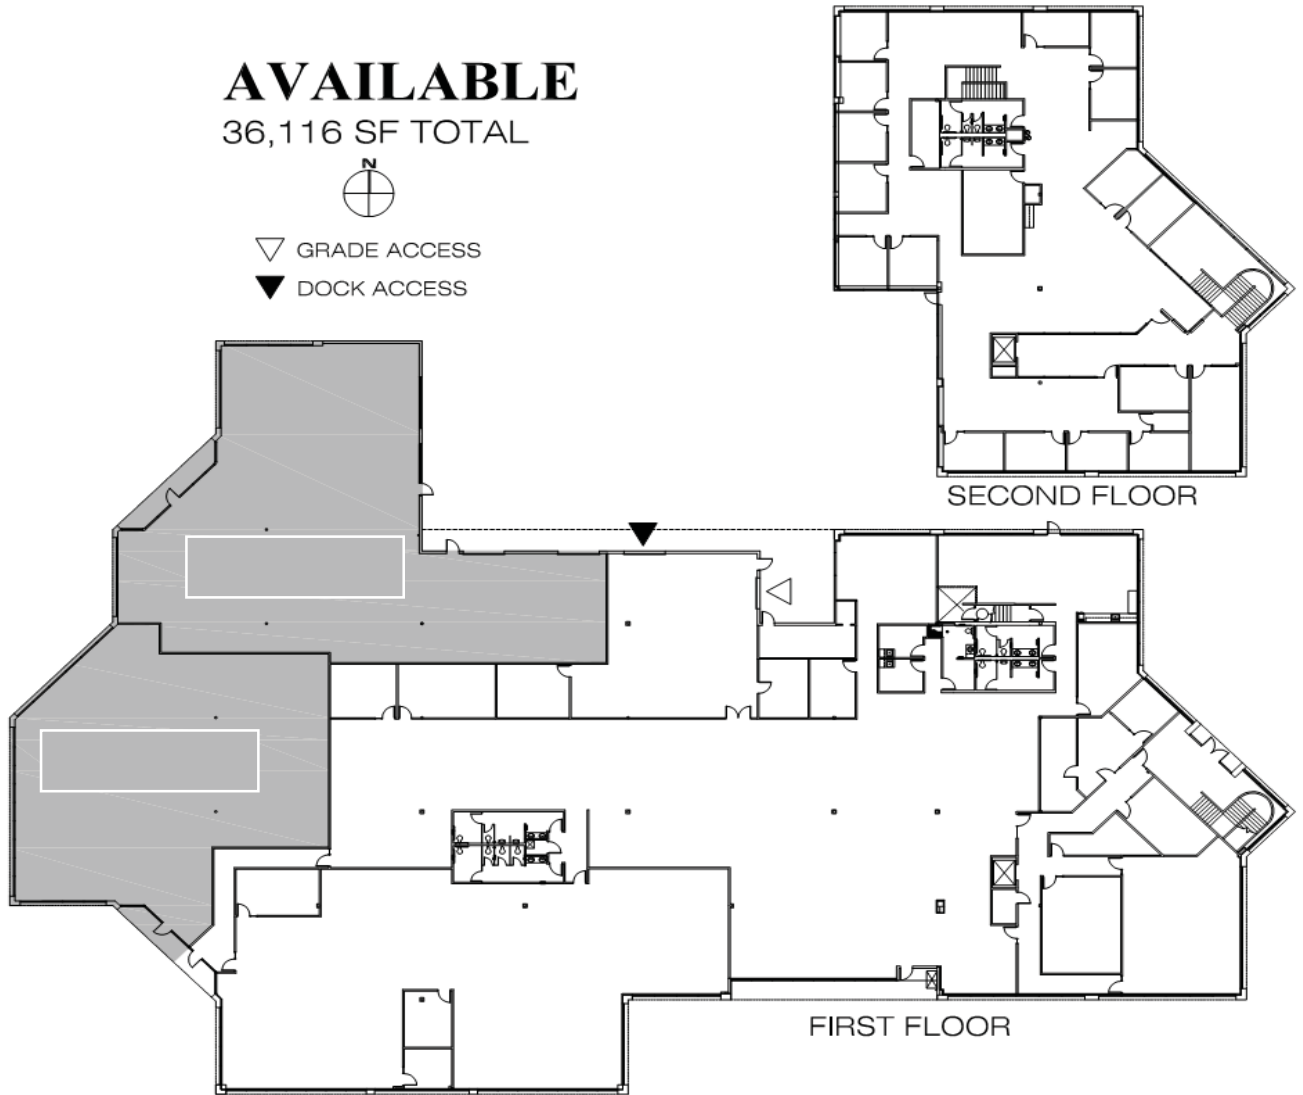 AVAILABLE
36,116 SF TOTAL
N
GRADE ACCESS
DOCK ACCESS
SECOND FLOOR
FIRST FLOOR